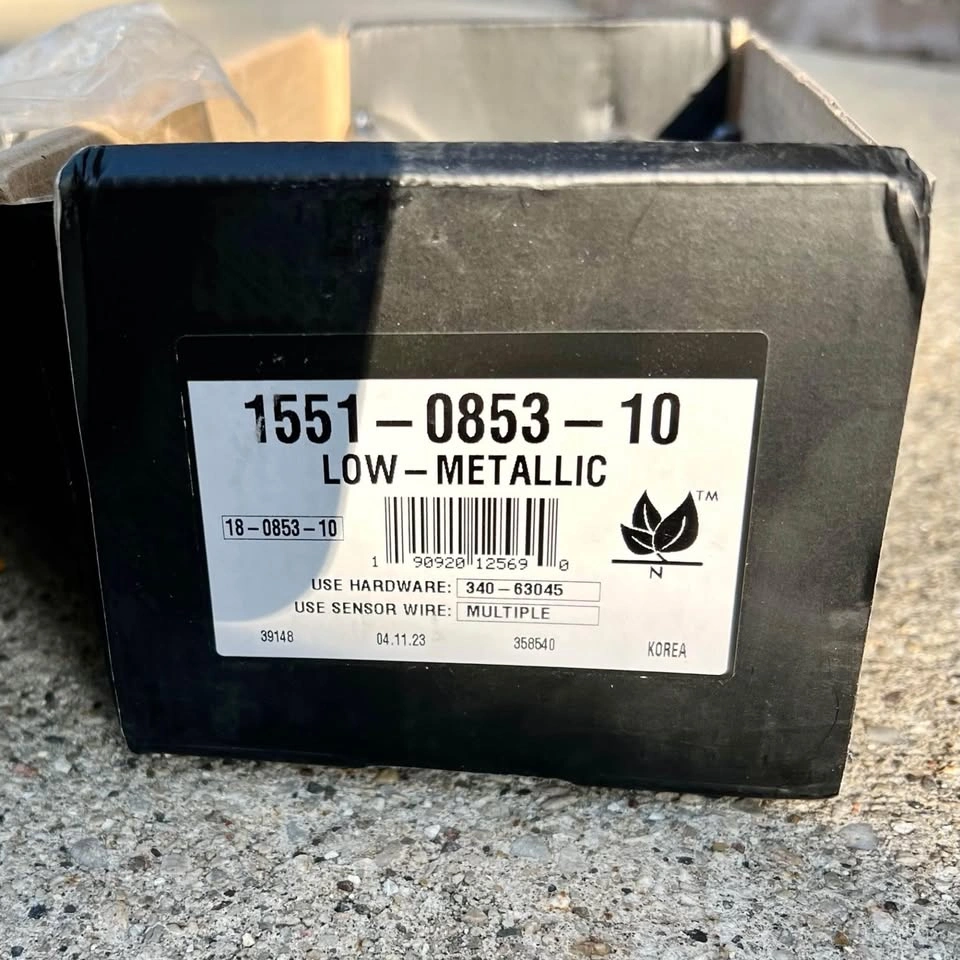 1551-0853-10
LOW-METALLIC
TM
18-0853-10
1 90920 12569 0
N
USE HARDWARE: 340-63045
USE SENSOR WIRE: MULTIPLE
39148 04.11.23 358540 KOREA